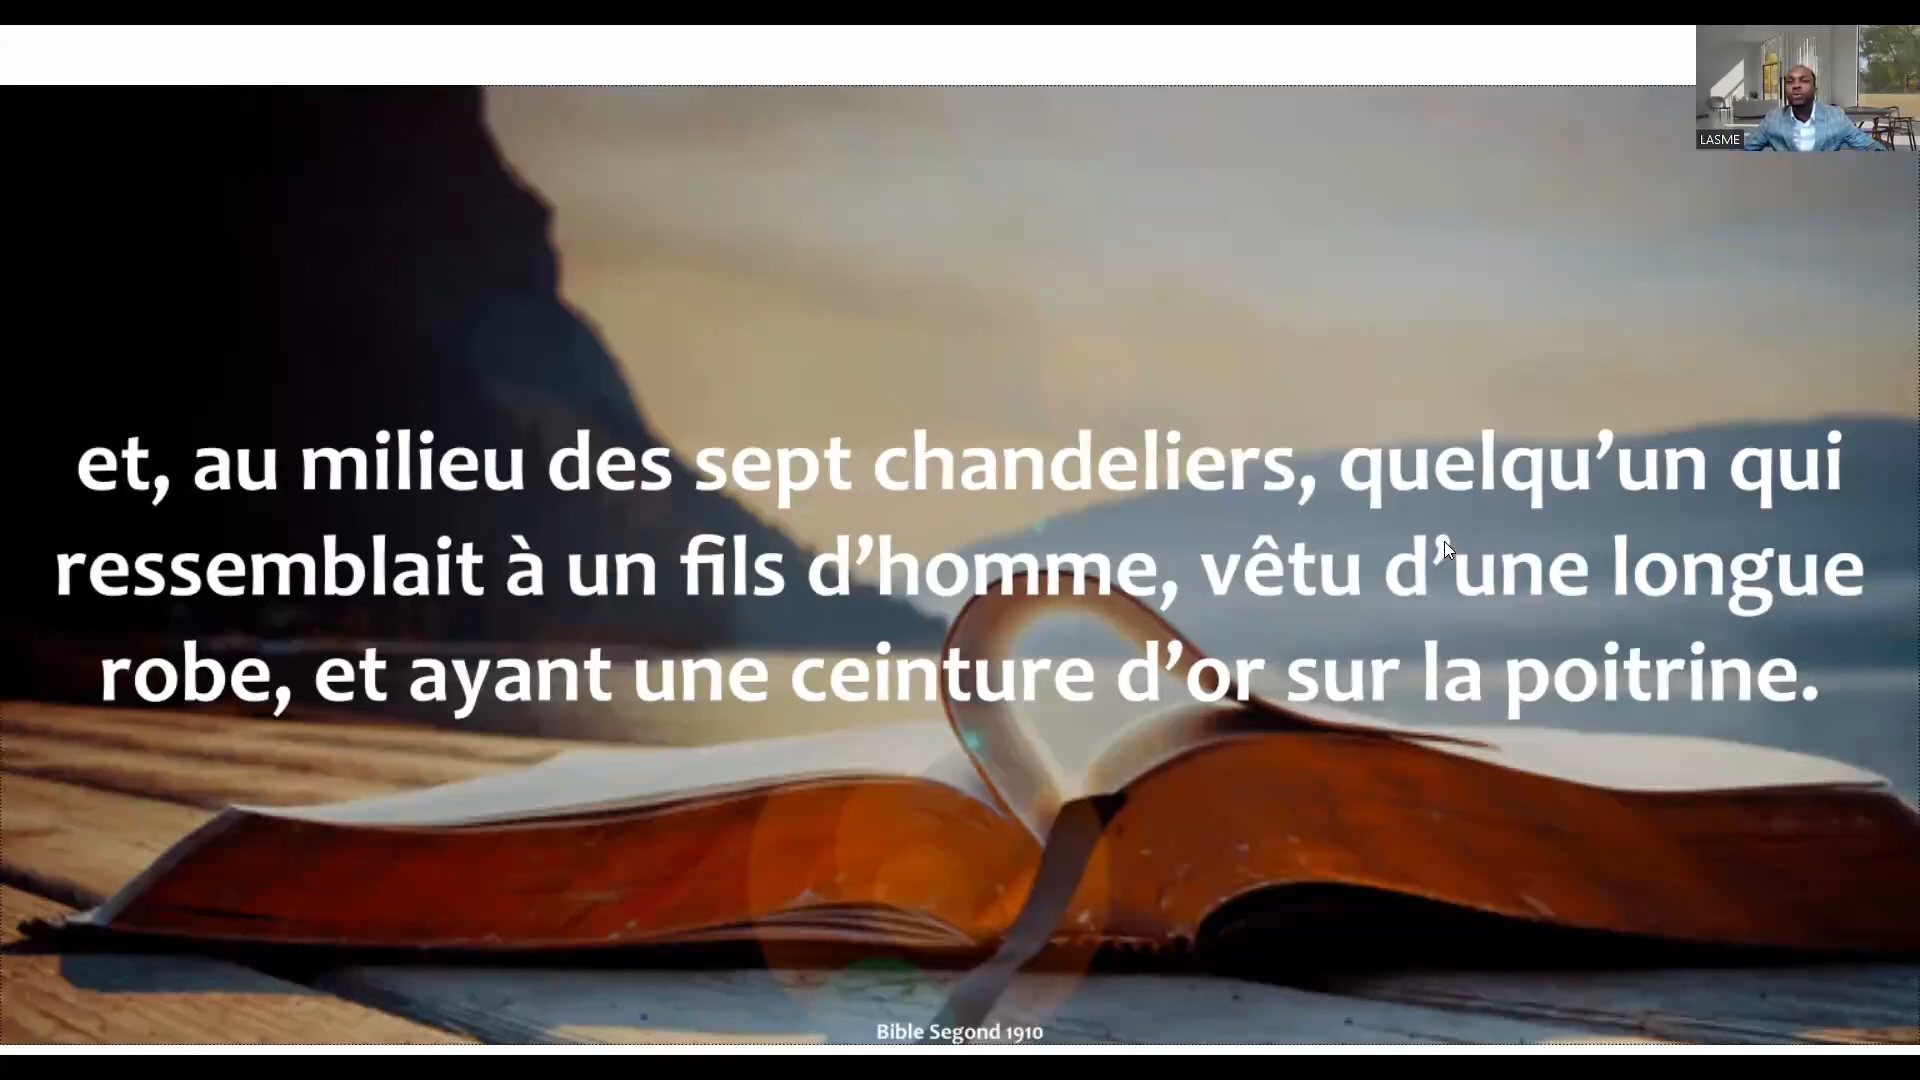 LASME
et, au milieu des sept chandeliers, quelqu’un qui
ressemblait à un fils d’homme, vêtu d’une longue
robe, et ayant une ceinture d’or sur la poitrine.
Bible Segond 1910